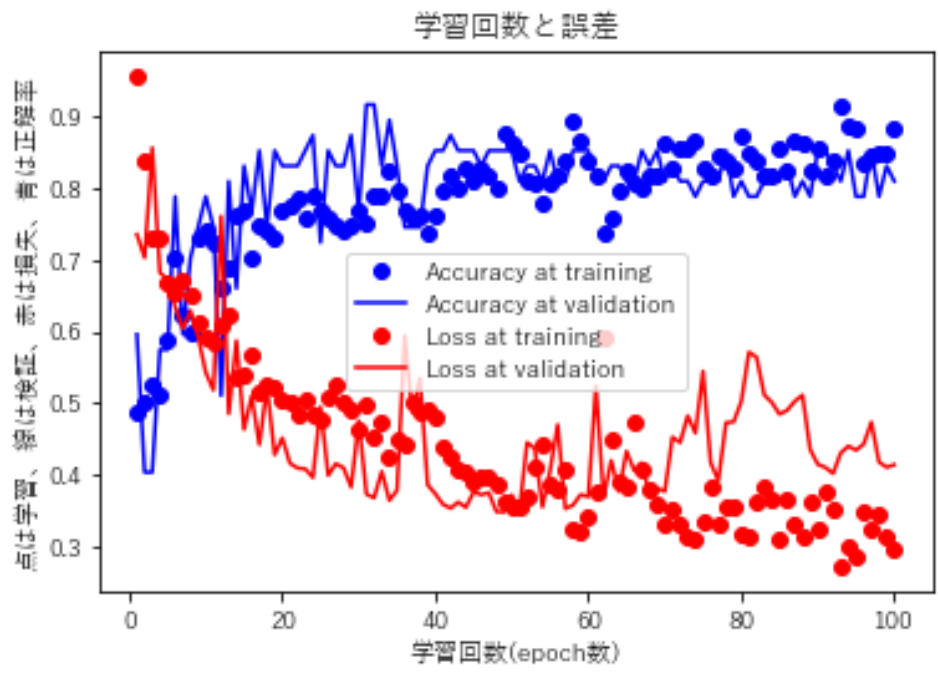 学習回数と誤差
点は学習、線は検証、赤は損失、青は正解率
0.9
0.8
0.7
0.6
0.5
0.4
0.3
Accuracy at training
Accuracy at validation
Loss at training
Loss at validation
0 20 40 60 80 100
学習回数(epoch数)